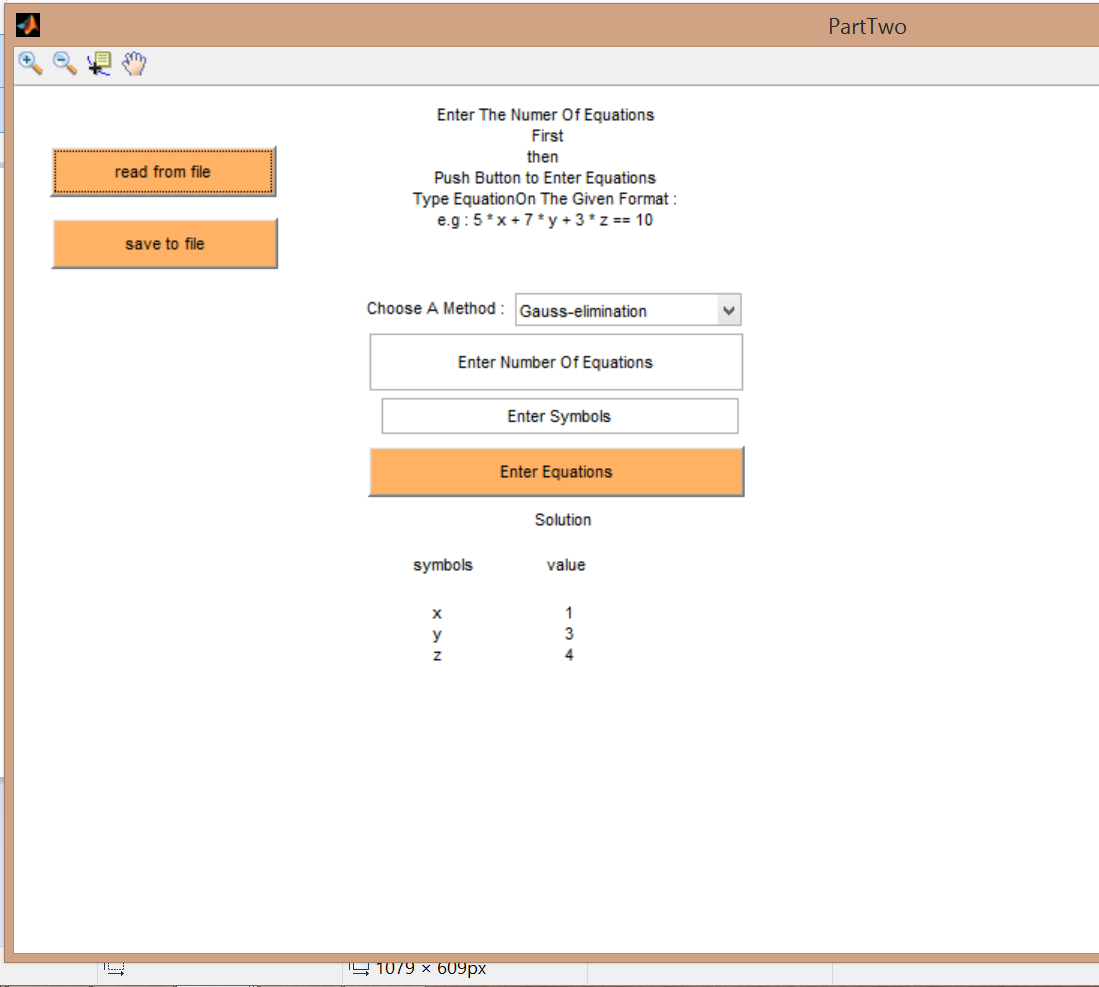 PartTwo
Enter The Numer Of Equations
First
then
Push Button to Enter Equations
Type EquationOn The Given Format :
e.g : 5 * x + 7 * y + 3 * z == 10
read from file
save to file
Choose A Method : Gauss-elimination
Enter Number Of Equations
Enter Symbols
Enter Equations
Solution
symbols value
x 1
y 3
z 4
1079 × 609px